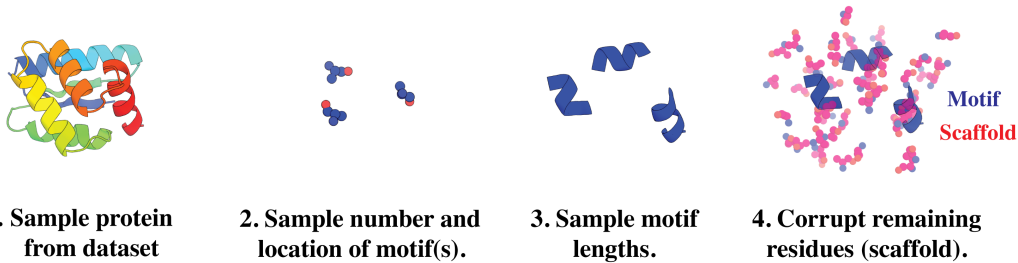 Motif
Scaffold
. Sample protein
from dataset
2. Sample number and
location of motif(s).
3. Sample motif
lengths.
4. Corrupt remaining
residues (scaffold).